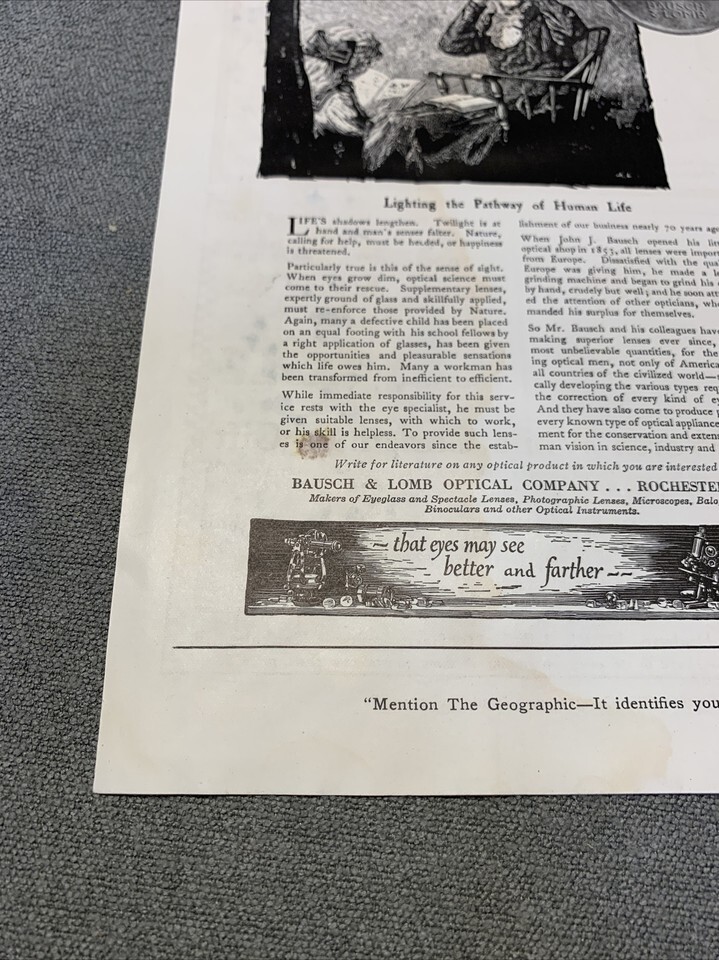 BAUSCH
& LOMB
Lighting the Pathway of Human Life
LIFE'S shadows lengthen. Twilight is at
hand and man's senses falter. Nature,
calling for help, must be heeded, or happiness
is threatened.
Particularly true is this of the sense of sight.
When eyes grow dim, optical science must
come to their rescue. Supplementary lenses,
expertly ground of glass and skillfully applied,
must re-enforce those provided by Nature.
Again, many a defective child has been placed
on an equal footing with his school fellows by
a right application of glasses, has been given
the opportunities and pleasurable sensations
which life owes him. Many a workman has
been transformed from inefficient to efficient.
While immediate responsibility for this serv-
ice rests with the eye specialist, he must be
given suitable lenses, with which to work,
or his skill is helpless. To provide such lens-
es is one of our endeavors since the estab-
lishment of our business nearly 70 years ago
When John J. Bausch opened his
optical shop in 1853, all lenses were
from Europe. Dissatisfied with the
Europe was giving him, he made a
grinding machine and began to grind his
by hand, crudely but well; and he soon
ed the attention of other opticians,
manded his surplus for themselves.
So Mr. Bausch and his colleagues
making superior lenses ever since,
most unbelievable quantities, for the
ing optical men, not only of
all countries of the civilized world—
cally developing the various types
the correction of every kind of
And they have also come to produce
every known type of optical
ment for the conservation and
man vision in science, industry and
Write for literature on any optical product in which you are interested
BAUSCH & LOMB OPTICAL COMPANY . . . ROCHESTE
Makers of Eyeglass and Spectacle Lenses, Photographic Lenses, Microscopes,
Binoculars and other Optical Instruments.
~ that eyes may see
better and farther ~~
"Mention The Geographic—It identifies you